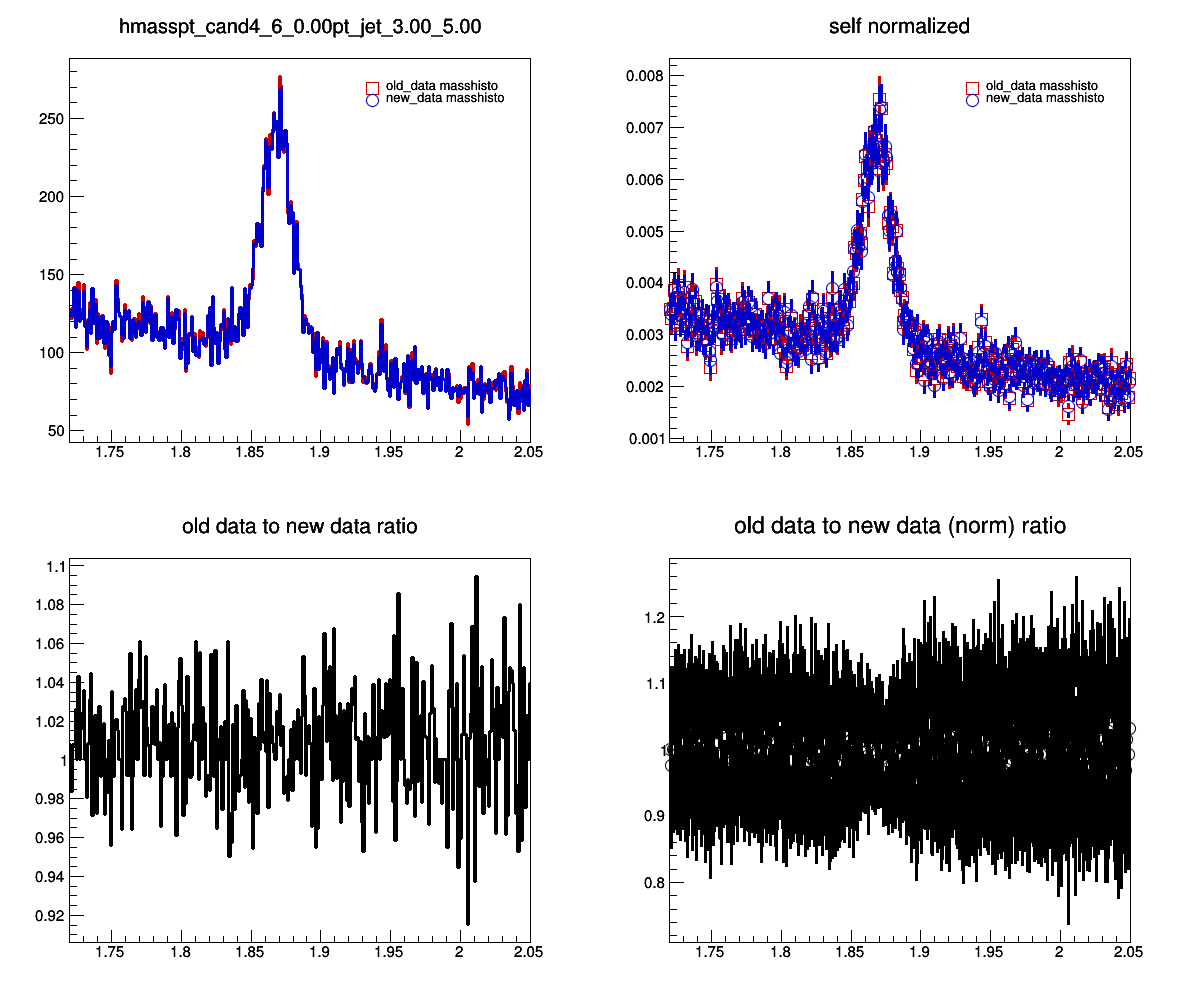 hmasspt_cand4_6_0.00pt_jet_3.00_5.00
old_data masshisto
new_data masshisto
250
200
150
100
50
1.75 1.8 1.85 1.9 1.95 2 2.05
self normalized
old_data masshisto
new_data masshisto
0.008
0.007
0.006
0.005
0.004
0.003
0.002
0.001
1.75 1.8 1.85 1.9 1.95 2 2.05
old data to new data ratio
1.1
1.08
1.06
1.04
1.02
1
0.98
0.96
0.94
0.92
1.75 1.8 1.85 1.9 1.95 2 2.05
old data to new data (norm) ratio
1.2
1.1
1
0.9
0.8
1.75 1.8 1.85 1.9 1.95 2 2.05